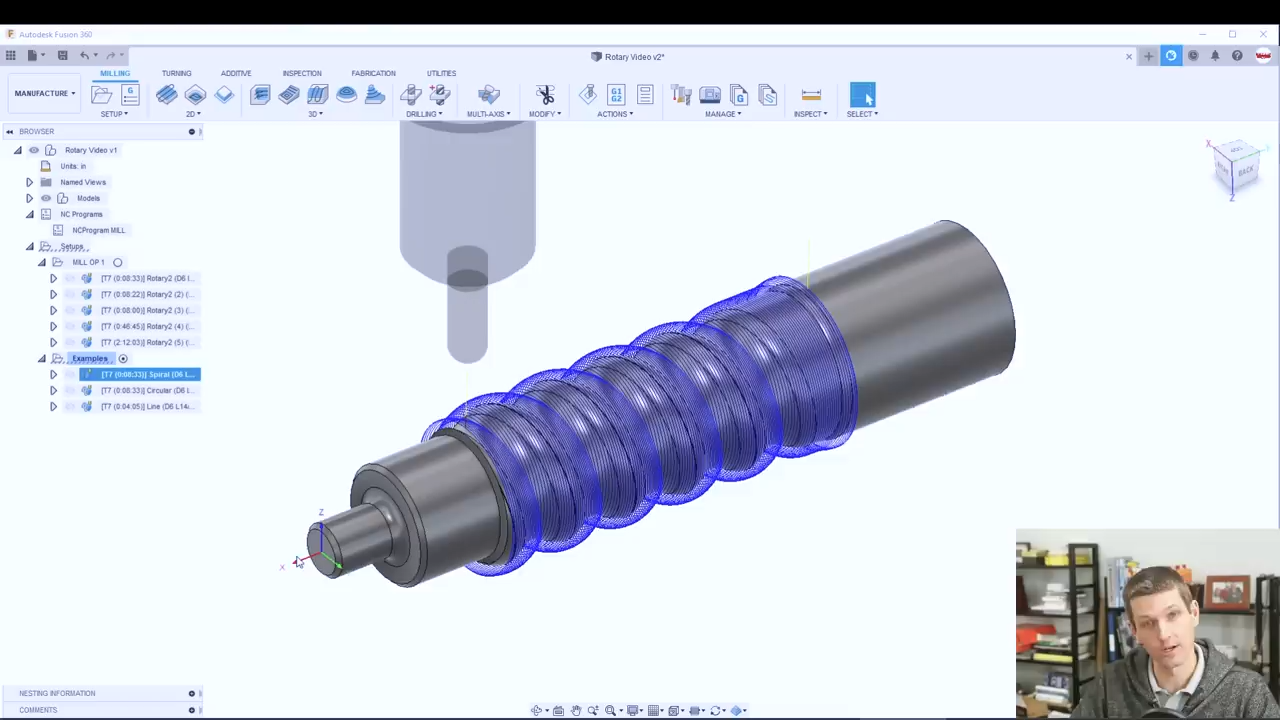 Autodesk Fusion 360
Rotary Video v2*
MILLING TURNING ADDITIVE INSPECTION FABRICATION UTILITIES
MANUFACTURE
SETUP 2D 3D DRILLING MULTI-AXIS MODIFY ACTIONS MANAGE INSPECT SELECT
G1
G2
BROWSER
Rotary Video v1
Units: in
Named Views
Models
NC Programs
NCProgram MILL
Setups
MILL OP 1
[T7 (0:08:33)] Rotary2 (D6 l...
[T7 (0:08:22)] Rotary2 (2) (...
[T7 (0:08:00)] Rotary2 (3) (...
[T7 (0:46:45)] Rotary2 (4) (...
[T7 (2:12:03)] Rotary2 (5) (...
Examples
[T7 (0:08:33)] Spiral (D6 L...
[T7 (0:08:33)] Circular (D6 l...
[T7 (0:04:05)] Line (D6 L14...
X
BACK
Z
Z
X
NESTING INFORMATION
COMMENTS